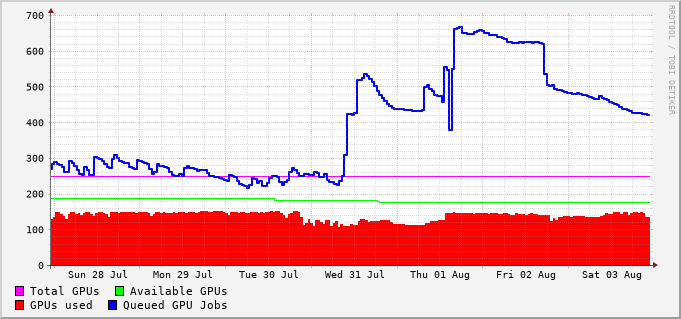 700
600
500
400
300
200
100
0
Sun 28 Jul Mon 29 Jul Tue 30 Jul Wed 31 Jul Thu 01 Aug Fri 02 Aug Sat 03 Aug
Total GPUs Available GPUs
GPUs used Queued GPU Jobs
RRDTOOL / TOBI OETIKER